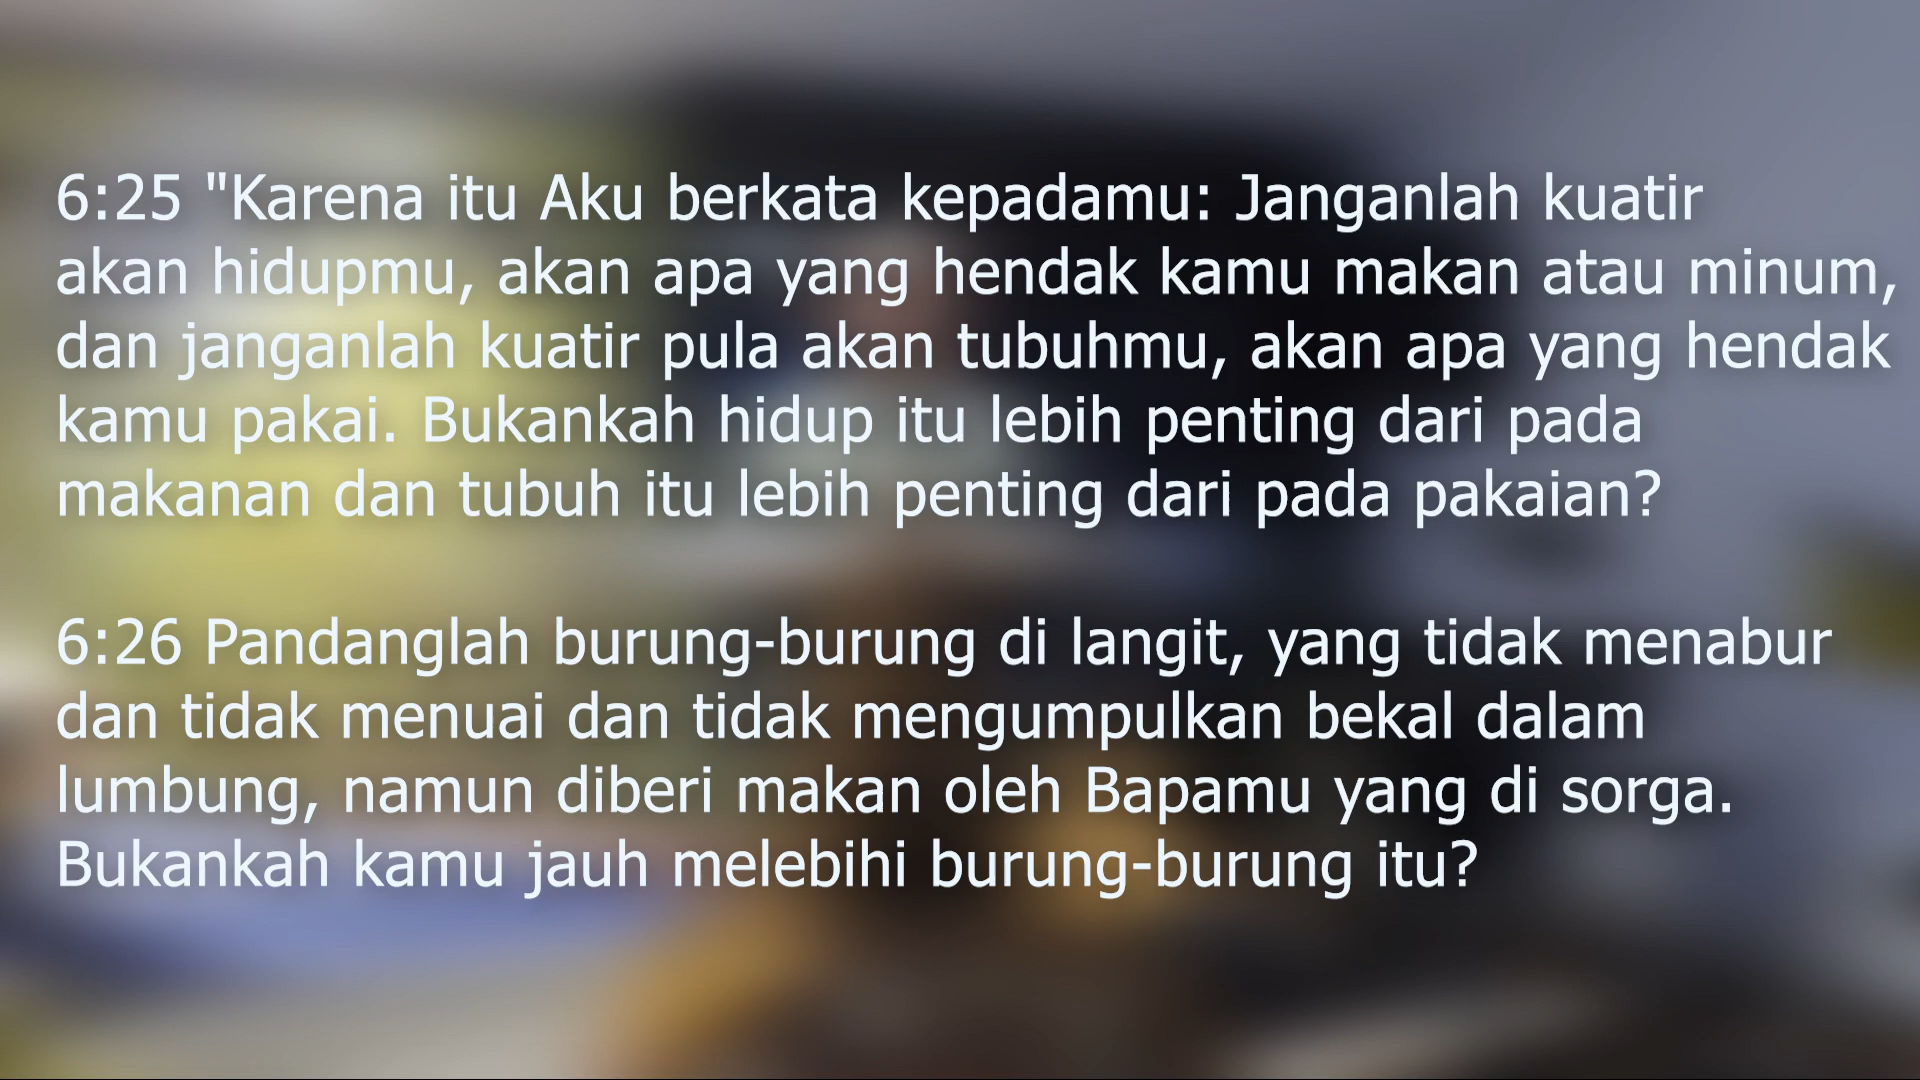 6:25 "Karena itu Aku berkata kepadamu: Janganlah kuatir
akan hidupmu, akan apa yang hendak kamu makan atau minum,
dan janganlah kuatir pula akan tubuhmu, akan apa yang hendak
kamu pakai. Bukankah hidup itu lebih penting dari pada
makanan dan tubuh itu lebih penting dari pada pakaian?
6:26 Pandanglah burung-burung di langit, yang tidak menabur
dan tidak menuai dan tidak mengumpulkan bekal dalam
lumbung, namun diberi makan oleh Bapamu yang di sorga.
Bukankah kamu jauh melebihi burung-burung itu?